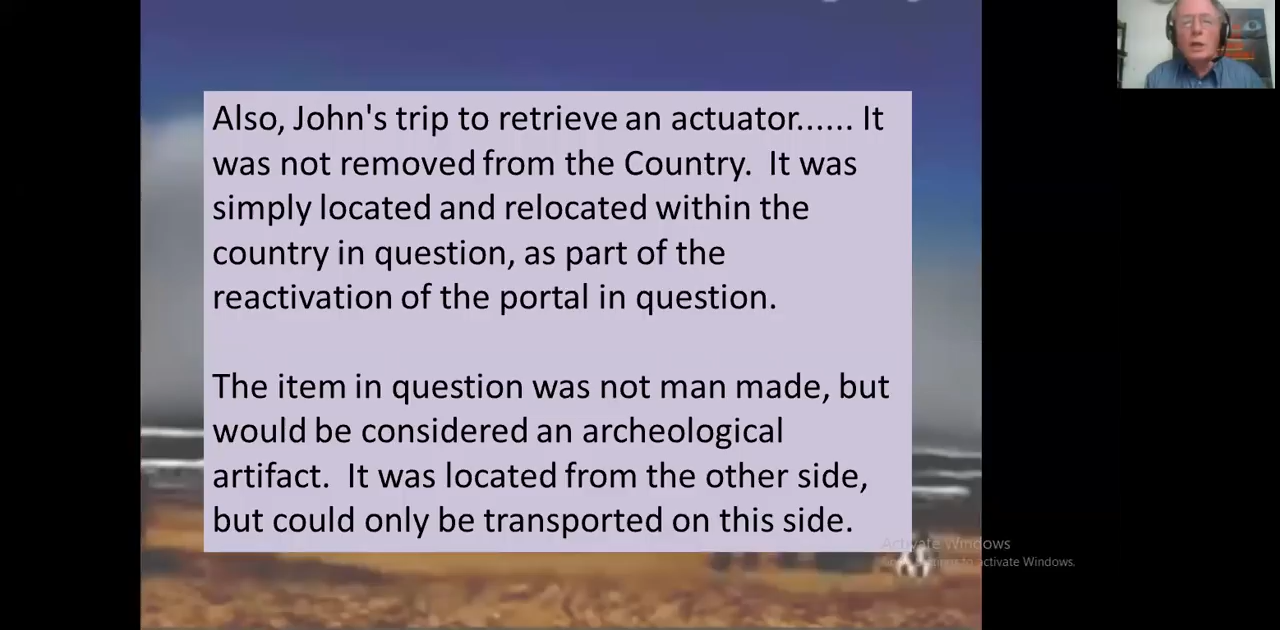 Also, John's trip to retrieve an actuator...... It
was not removed from the Country.  It was
simply located and relocated within the
country in question, as part of the
reactivation of the portal in question.
The item in question was not man made, but
would be considered an archeological
artifact.  It was located from the other side,
but could only be transported on this side.
Activate Windows
to activate Windows.